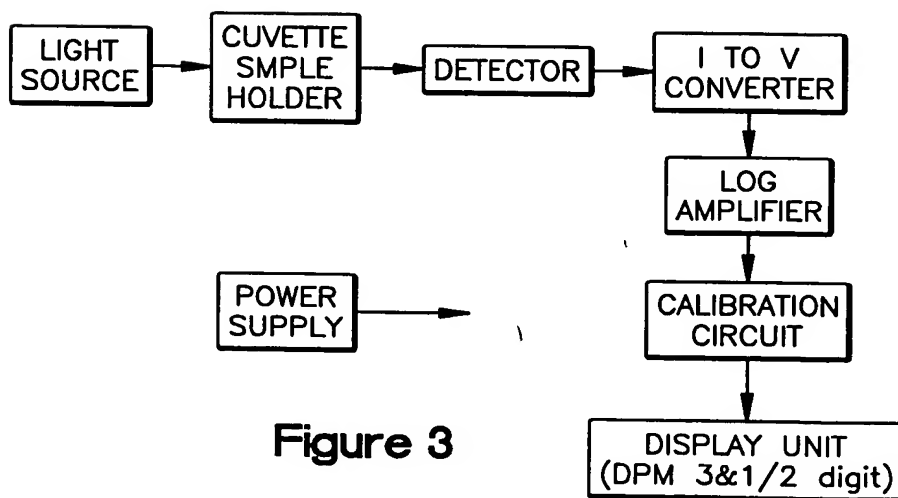 LIGHT
SOURCE
CUVETTE
SMPLE
HOLDER
DETECTOR
I TO V
CONVERTER
LOG
AMPLIFIER
POWER
SUPPLY
CALIBRATION
CIRCUIT
DISPLAY UNIT
(DPM 3&1/2 digit)
Figure 3